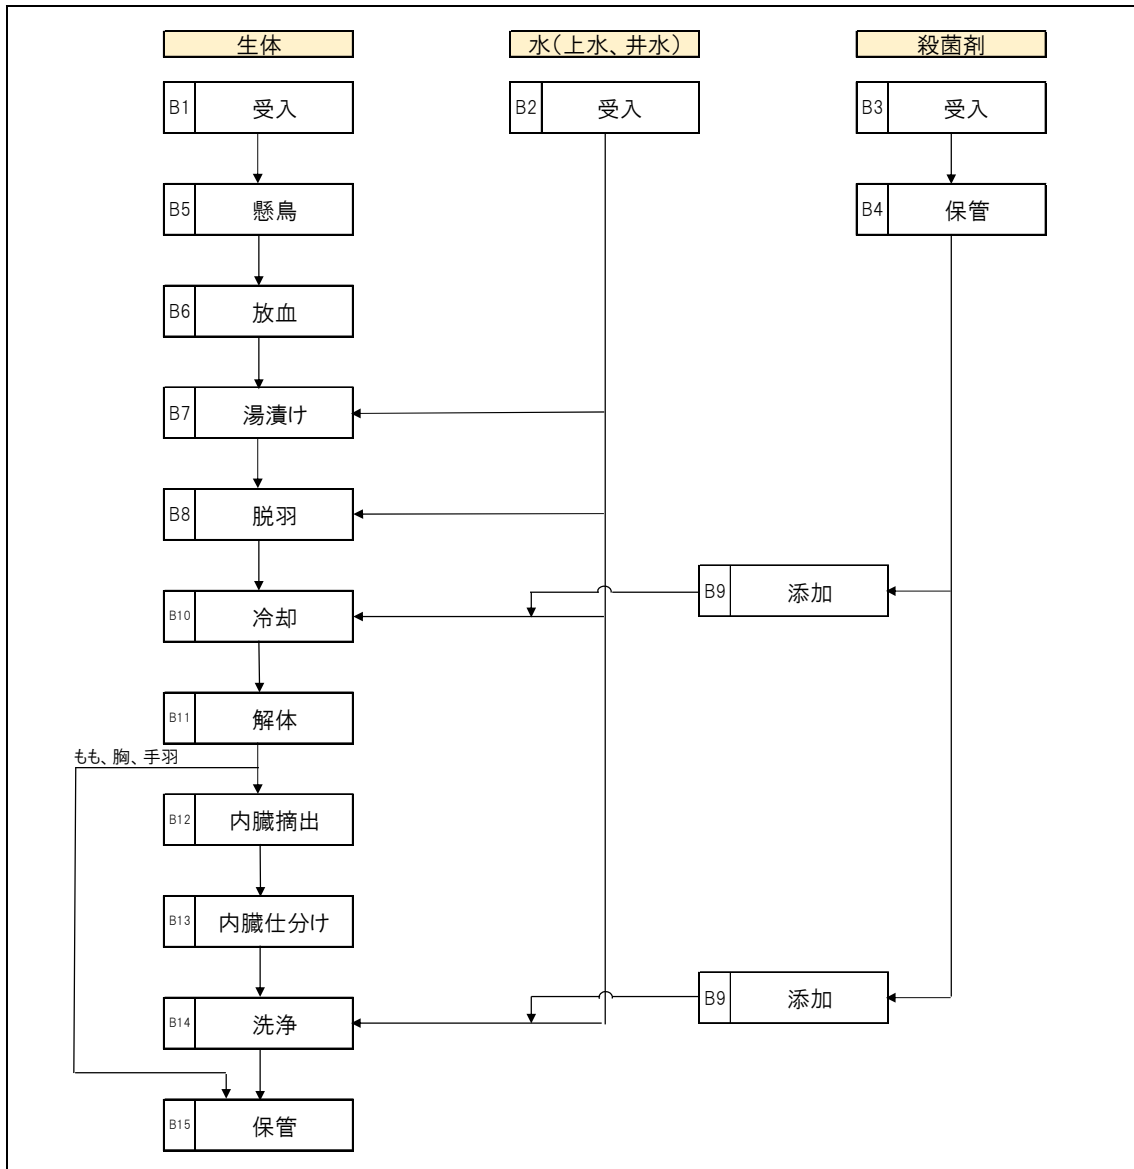 生体
水（上水、井水）
殺菌剤
B1 受入
B2 受入
B3 受入
B5 懸鳥
B4 保管
B6 放血
B7 湯漬け
B8 脱羽
B9 添加
B10 冷却
B11 解体
もも、胸、手羽
B12 内臓摘出
B13 内臓仕分け
B9 添加
B14 洗浄
B15 保管